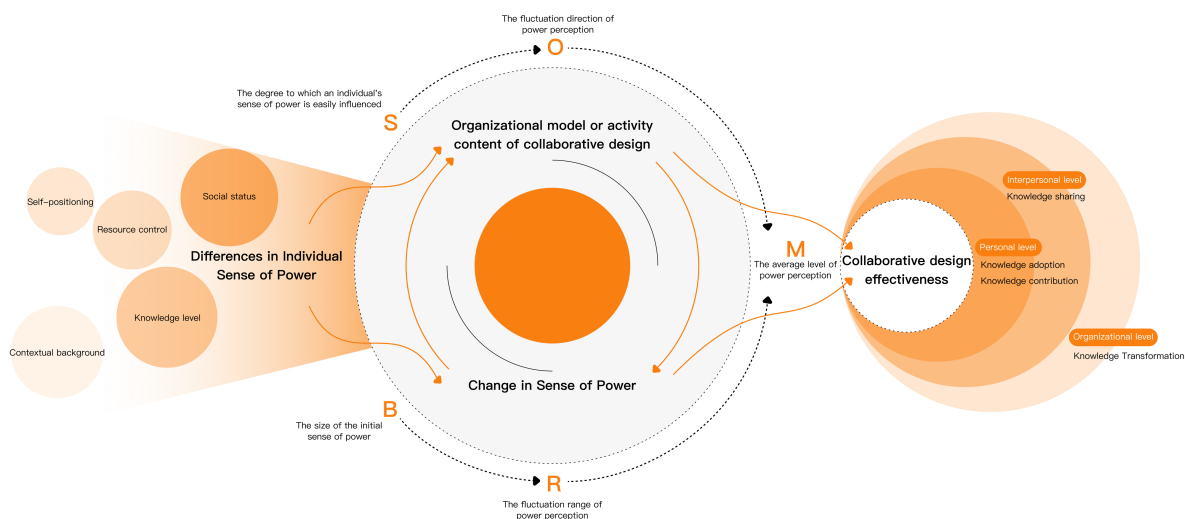 The fluctuation direction of
power perception
O
The degree to which an individual's
sense of power is easily influenced
S
Organizational model or activity
content of collaborative design
Self-positioning
Resource control
Social status
Differences in Individual
Sense of Power
Knowledge level
Contextual background
Change in Sense of Power
B
The size of the initial
sense of power
R
The fluctuation range of
power perception
M
The average level of
power perception
Collaborative design
effectiveness
Interpersonal level
Knowledge sharing
Personal level
Knowledge adoption
Knowledge contribution
Organizational level
Knowledge Transformation